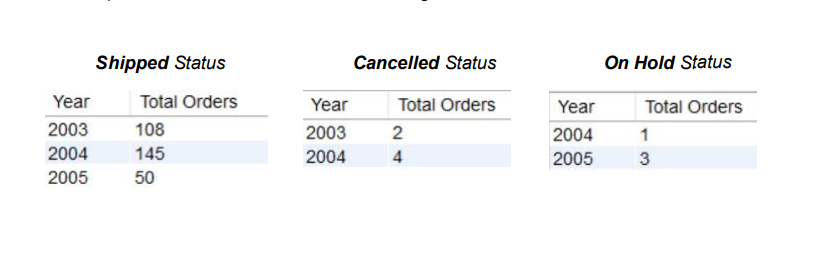 Shipped Status
Year Total Orders
2003 108
2004 145
2005 50
Cancelled Status
Year Total Orders
2003 2
2004 4
On Hold Status
Year Total Orders
2004 1
2005 3